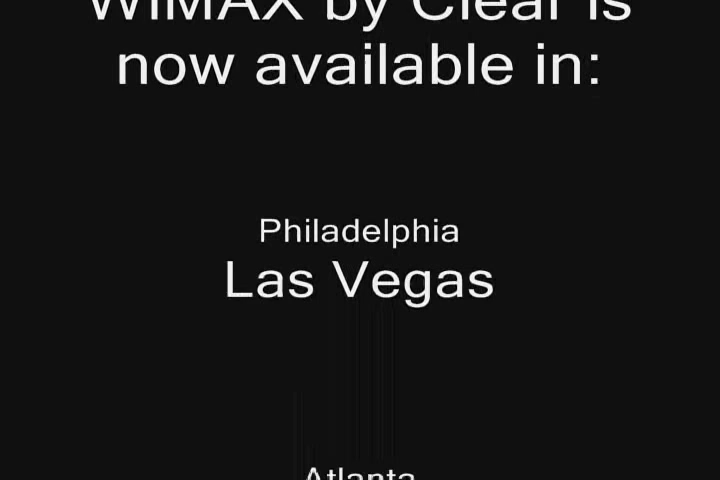 WiMAX by Clear is
now available in:
Philadelphia
Las Vegas
Atlanta